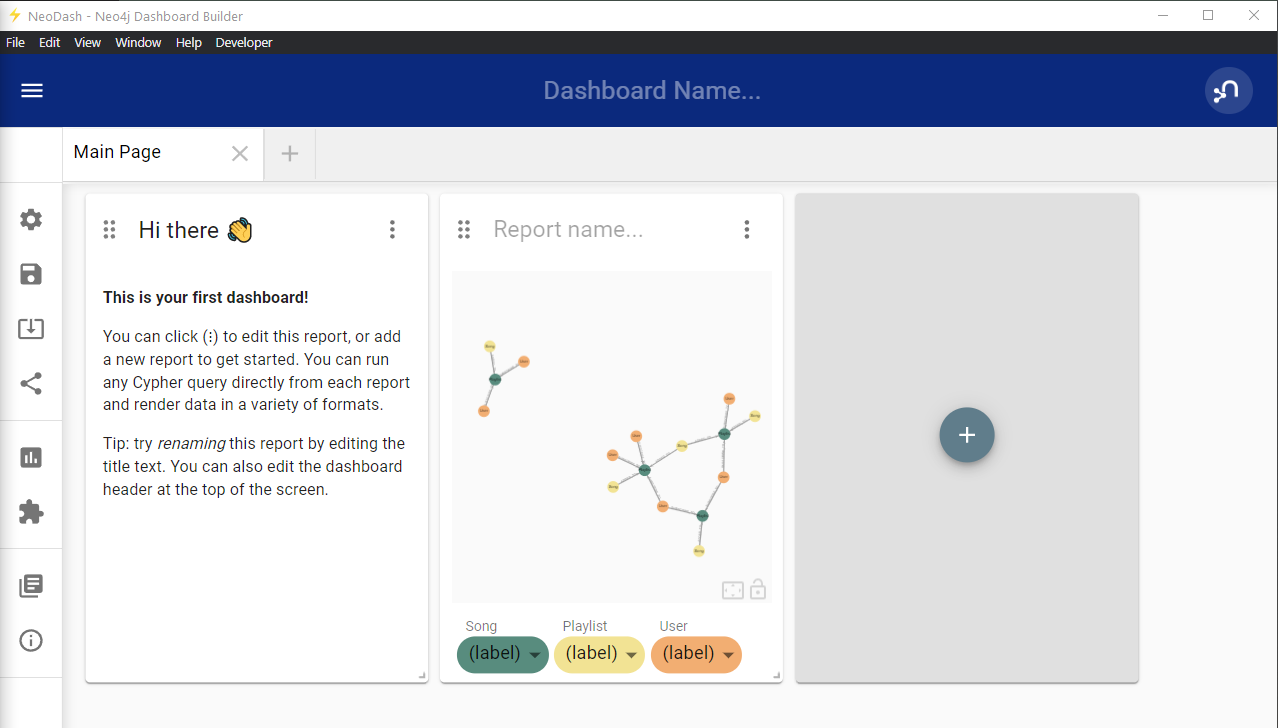 NeoDash - Neo4j Dashboard Builder
File Edit View Window Help Developer
Dashboard Name...
Main Page
Hi there 👋
This is your first dashboard!
You can click (⋮) to edit this report, or add
a new report to get started. You can run
any Cypher query directly from each report
and render data in a variety of formats.
Tip: try renaming this report by editing the
title text. You can also edit the dashboard
header at the top of the screen.
Report name...
Song Playlist User
(label) (label) (label)